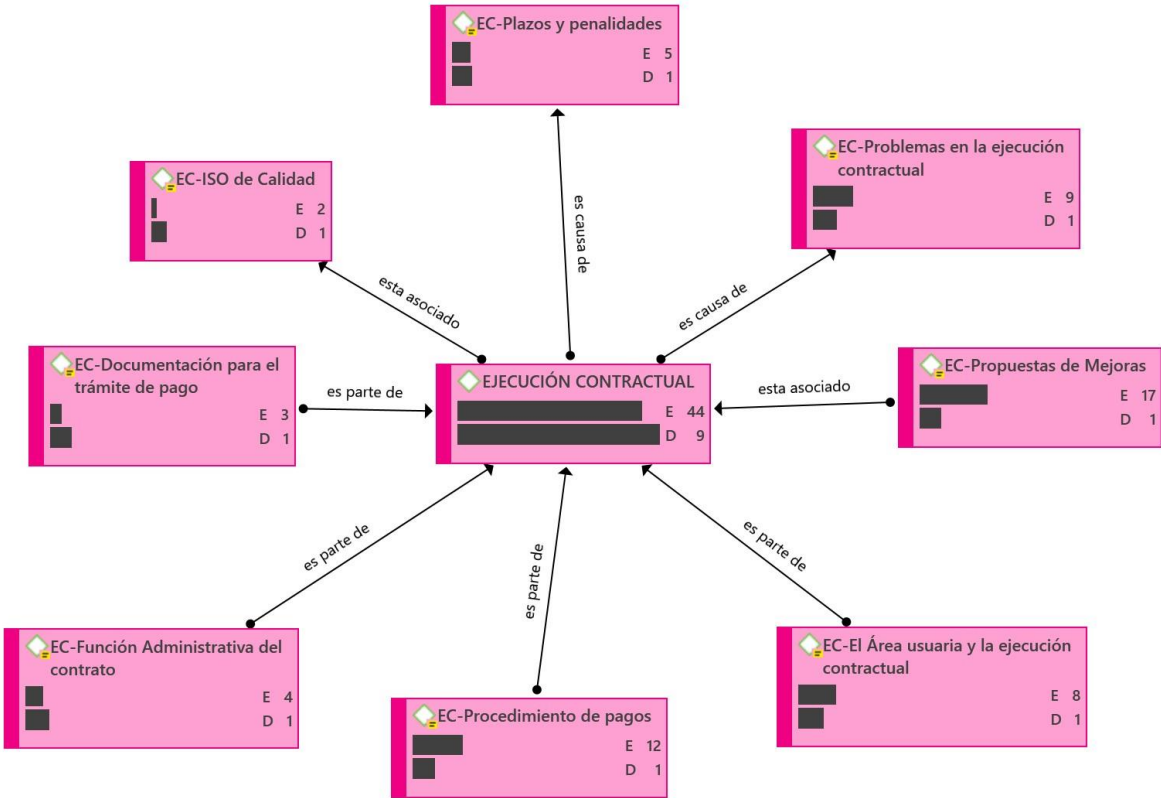 EC-Plazos y penalidades
E 5
D 1
EC-Problemas en la ejecución
contractual
E 9
D 1
EC-ISO de Calidad
E 2
D 1
es causa de
esta asociado
es causa de
EC-Documentación para el
trámite de pago
E 3
D 1
es parte de
EJECUCIÓN CONTRACTUAL
E 44
D 9
esta asociado
EC-Propuestas de Mejoras
E 17
D 1
es parte de
es parte de
es parte de
EC-Función Administrativa del
contrato
E 4
D 1
EC-Procedimiento de pagos
E 12
D 1
EC-El Área usuaria y la ejecución
contractual
E 8
D 1